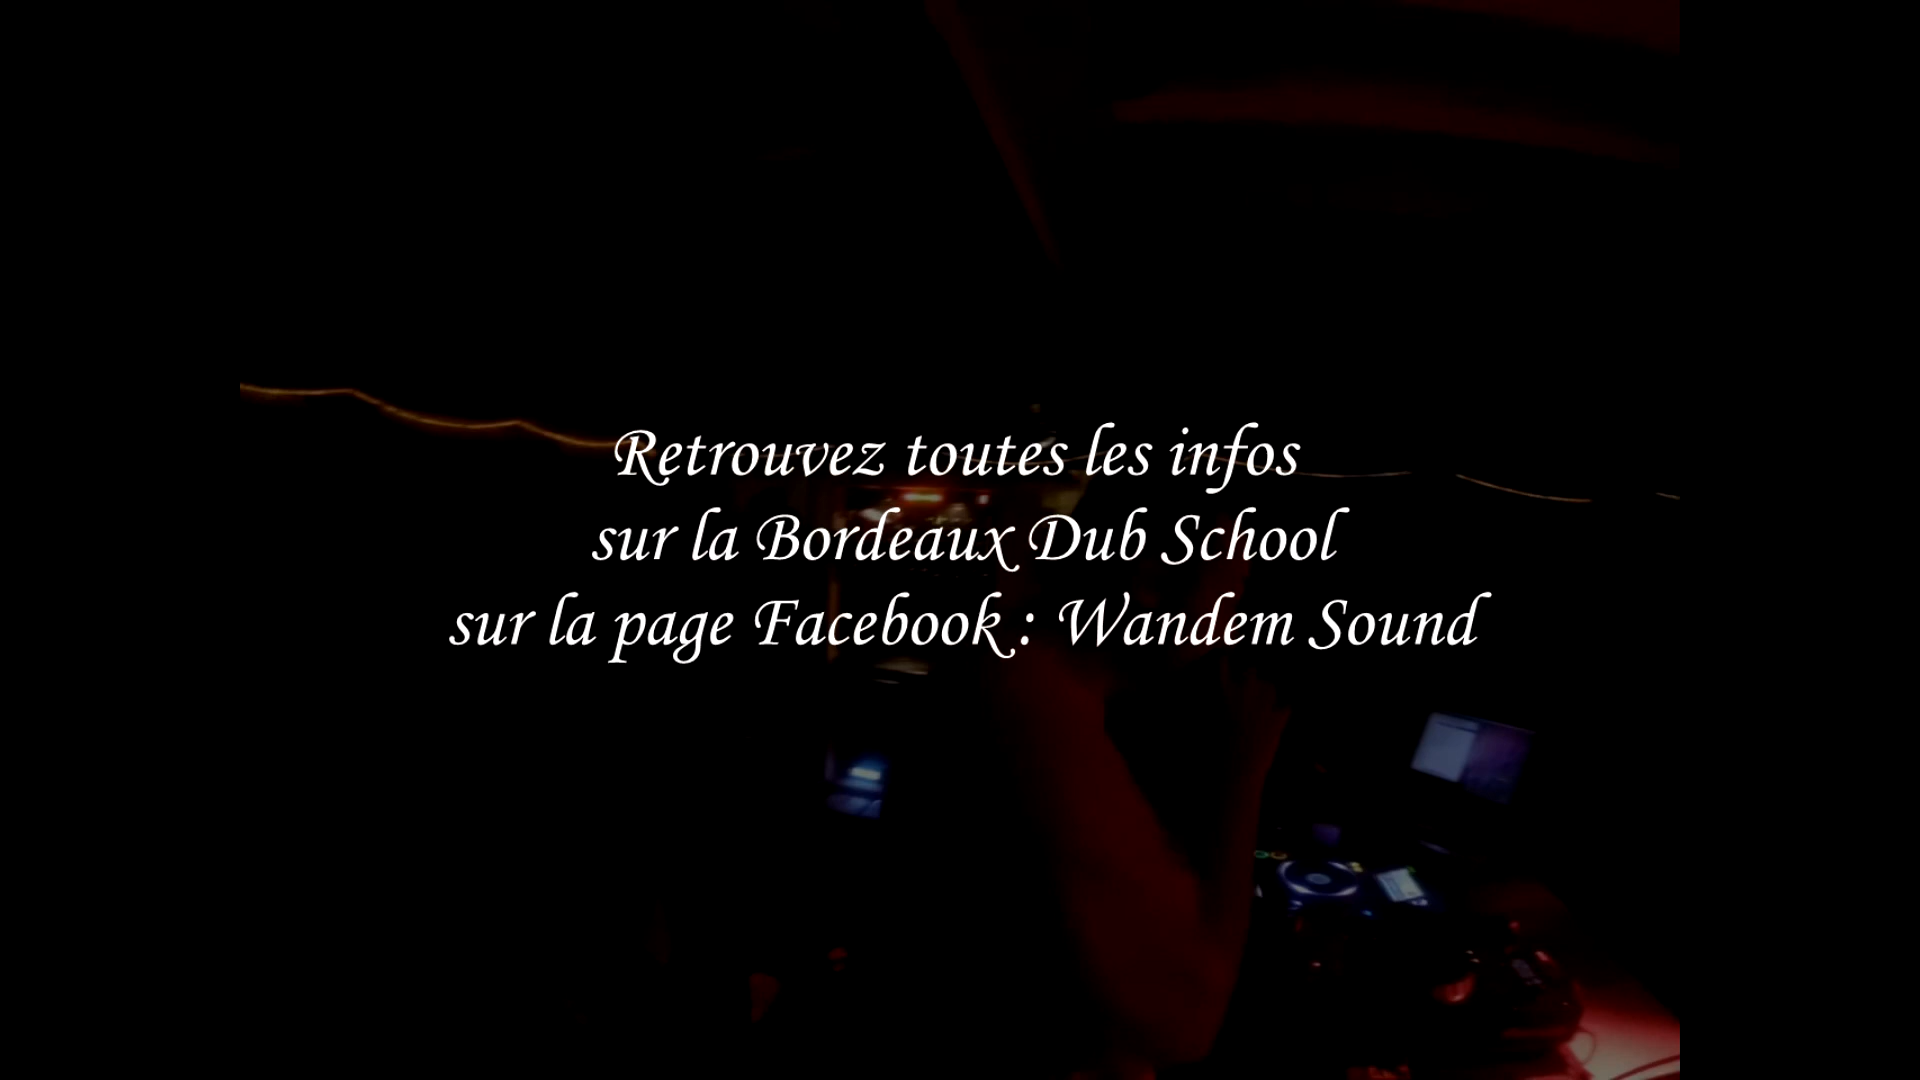 Retrouvez toutes les infos
sur la Bordeaux Dub School
sur la page Facebook : Wandem Sound